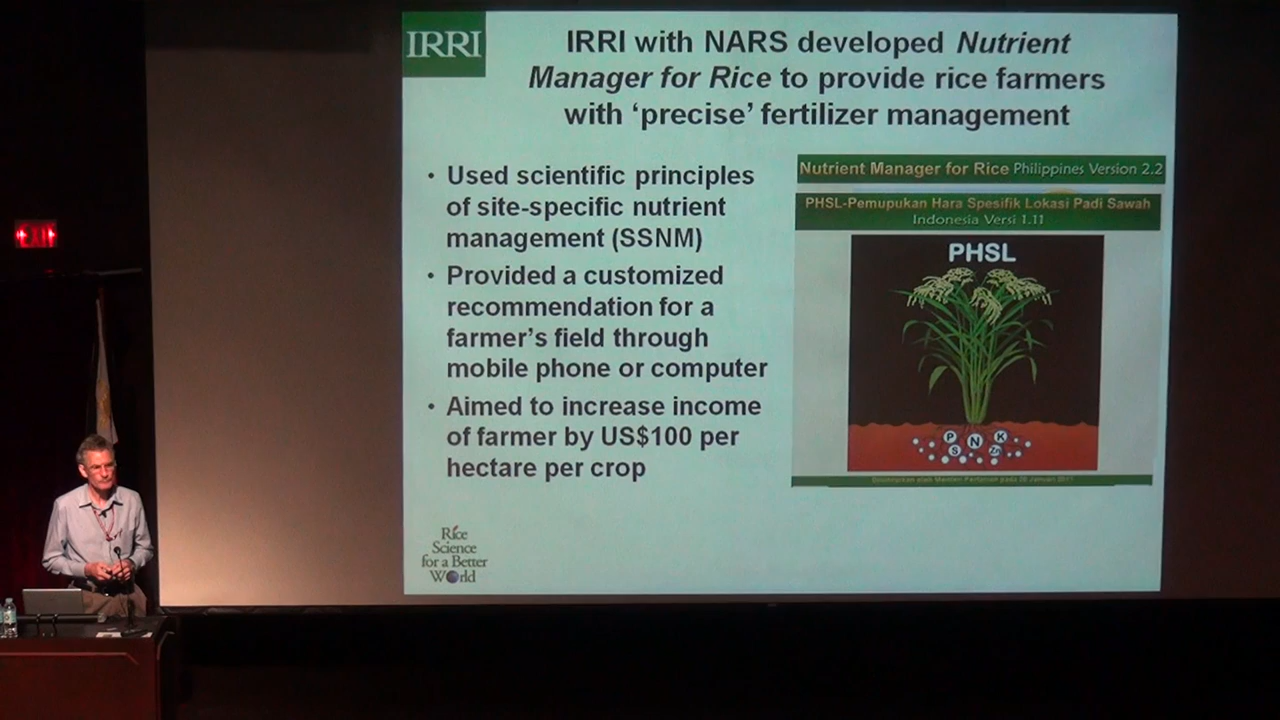 IRRI
IRRI with NARS developed Nutrient
Manager for Rice to provide rice farmers
with ‘precise’ fertilizer management
• Used scientific principles
of site-specific nutrient
management (SSNM)
• Provided a customized
recommendation for a
farmer’s field through
mobile phone or computer
• Aimed to increase income
of farmer by US$100 per
hectare per crop
Nutrient Manager for Rice Philippines Version 2.2
PHSL-Pemupukan Hara Spesifik Lokasi Padi Sawah
Indonesia Versi 1.11
PHSL
P
N
K
S
Zn
Rice
Science
for a Better
World
EXIT